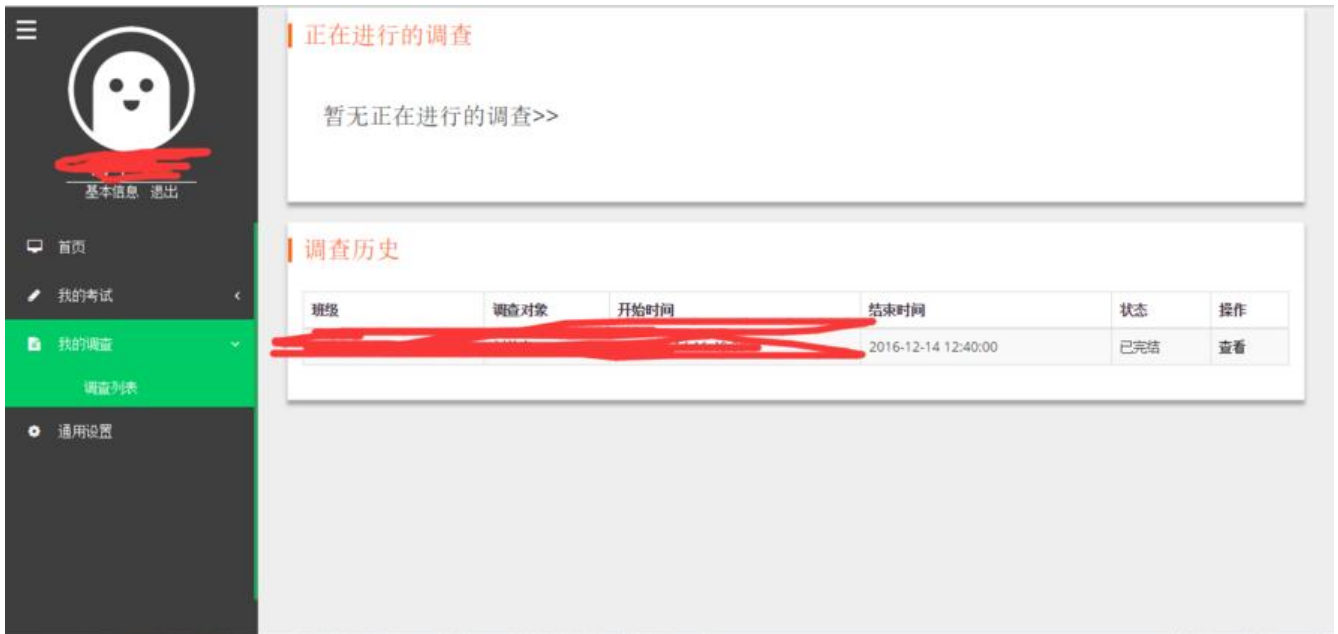 正在进行的调查
暂无正在进行的调查>>
基本信息 退出
首页
我的考试
我的调查
调查列表
通用设置
调查历史
班级 调查对象 开始时间 结束时间 状态 操作
2016-12-14 12:40:00 已完结 查看